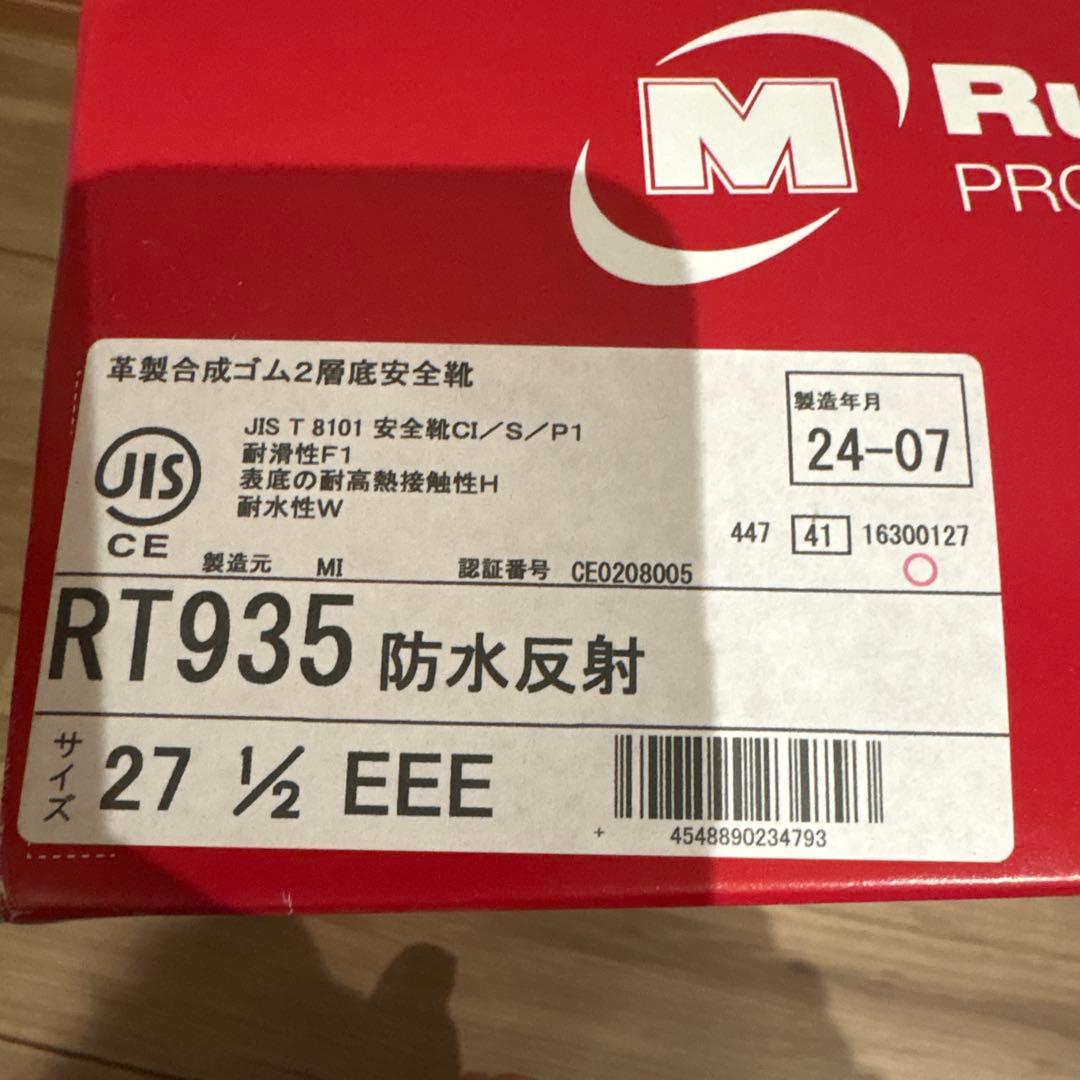 M
Ru
PRO
革製合成ゴム2層底安全靴
JIS T 8101 安全靴CI/S/P1
耐滑性F1
表底の耐高熱接触性H
耐水性W
JIS
CE
製造元 MI 認証番号 CE0208005
製造年月
24-07
447 41 16300127
RT935 防水反射
サイズ 27 1/2 EEE
+ 4548890234793